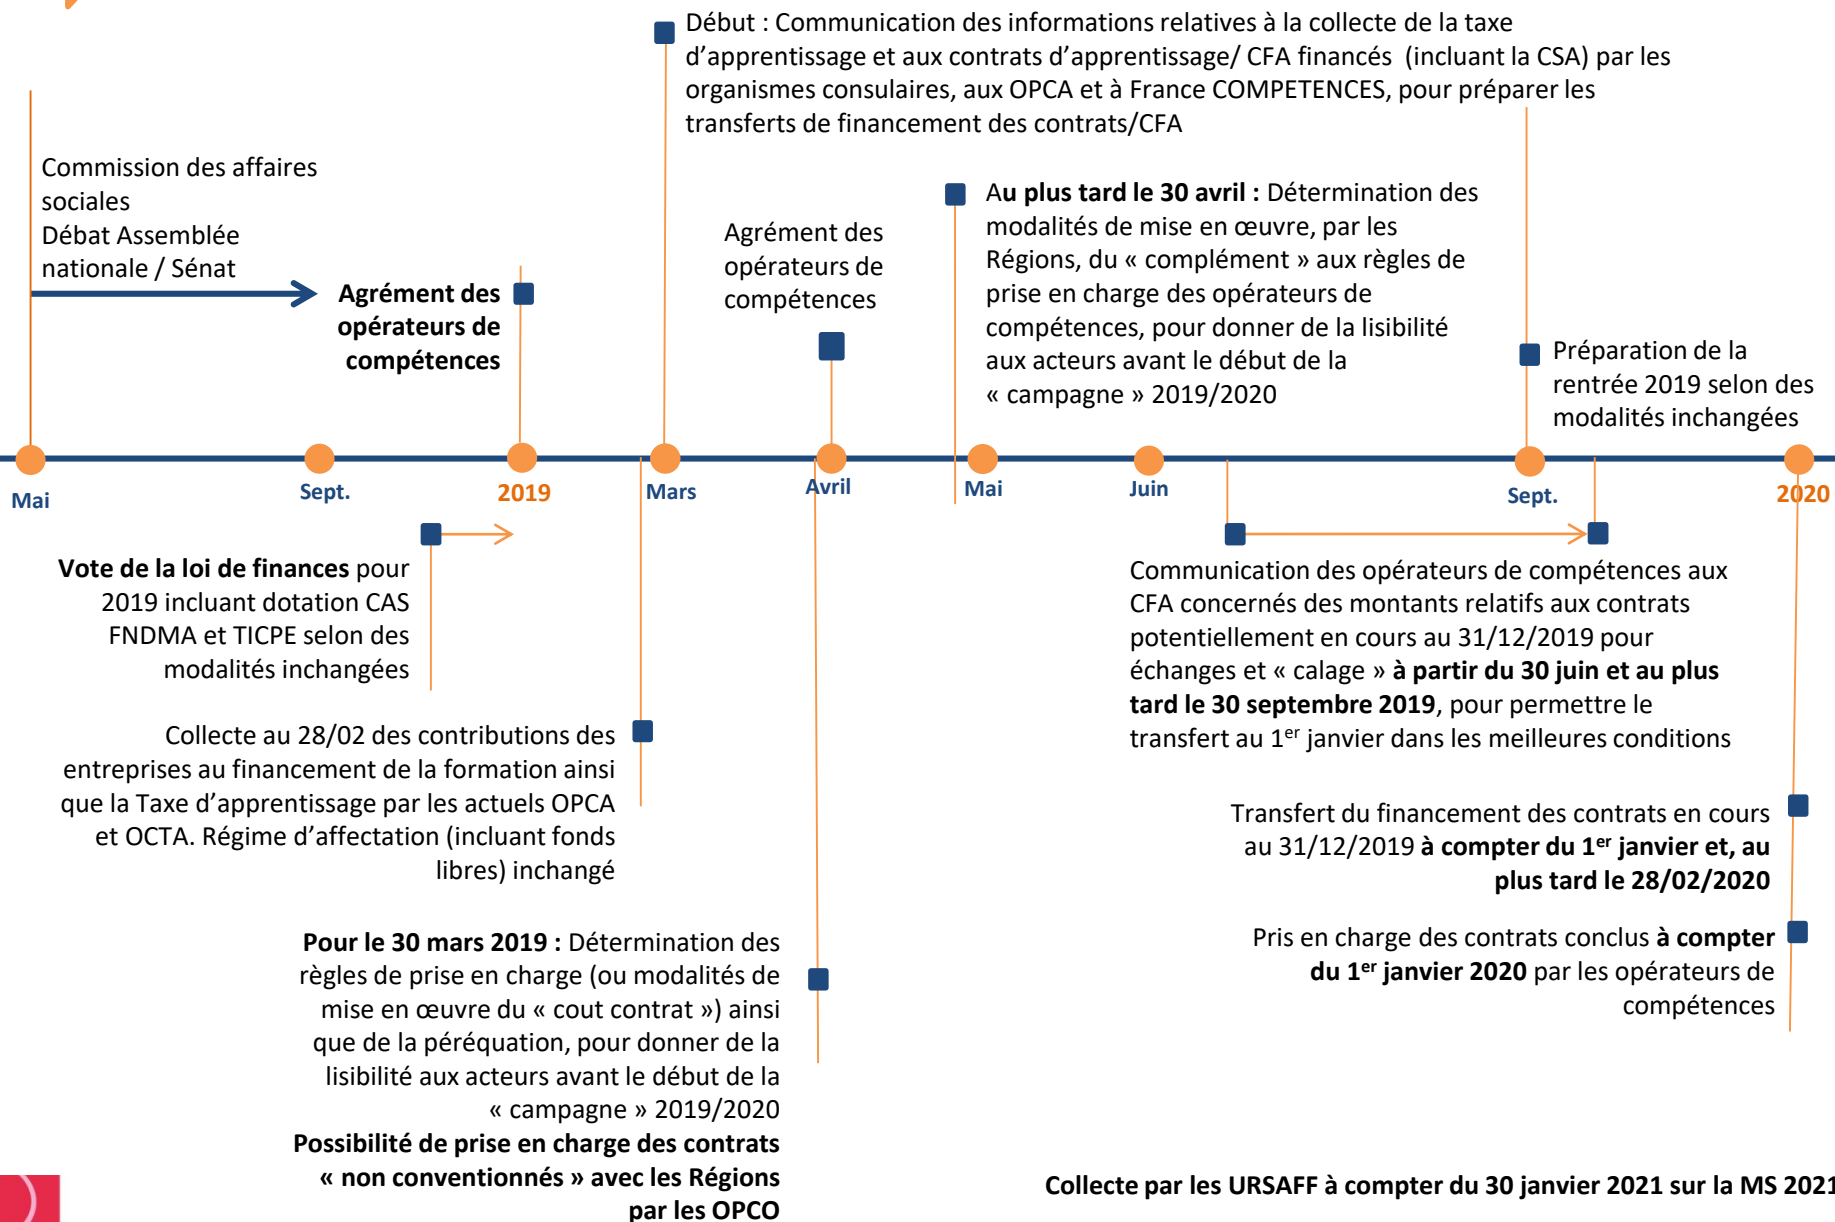 Début : Communication des informations relatives à la collecte de la taxe
d’apprentissage et aux contrats d’apprentissage/ CFA financés (incluant la CSA) par les
organismes consulaires, aux OPCA et à France COMPETENCES, pour préparer les
transferts de financement des contrats/CFA
Commission des affaires
sociales
Débat Assemblée
nationale / Sénat
Agrément des
opérateurs de
compétences
Agrément des
opérateurs de
compétences
Au plus tard le 30 avril : Détermination des
modalités de mise en œuvre, par les
Régions, du « complément » aux règles de
prise en charge des opérateurs de
compétences, pour donner de la lisibilité
aux acteurs avant le début de la
« campagne » 2019/2020
Préparation de la
rentrée 2019 selon des
modalités inchangées
Mai
Sept.
2019
Mars
Avril
Mai
Juin
Sept.
2020
Vote de la loi de finances pour
2019 incluant dotation CAS
FNDMA et TICPE selon des
modalités inchangées
Collecte au 28/02 des contributions des
entreprises au financement de la formation ainsi
que la Taxe d’apprentissage par les actuels OPCA
et OCTA. Régime d’affectation (incluant fonds
libres) inchangé
Pour le 30 mars 2019 : Détermination des
règles de prise en charge (ou modalités de
mise en œuvre du « cout contrat ») ainsi
que de la péréquation, pour donner de la
lisibilité aux acteurs avant le début de la
« campagne » 2019/2020
Possibilité de prise en charge des contrats
« non conventionnés » avec les Régions
par les OPCO
Communication des opérateurs de compétences aux
CFA concernés des montants relatifs aux contrats
potentiellement en cours au 31/12/2019 pour
échanges et « calage » à partir du 30 juin et au plus
tard le 30 septembre 2019, pour permettre le
transfert au 1er janvier dans les meilleures conditions
Transfert du financement des contrats en cours
au 31/12/2019 à compter du 1er janvier et, au
plus tard le 28/02/2020
Pris en charge des contrats conclus à compter
du 1er janvier 2020 par les opérateurs de
compétences
Collecte par les URSAFF à compter du 30 janvier 2021 sur la MS 2021